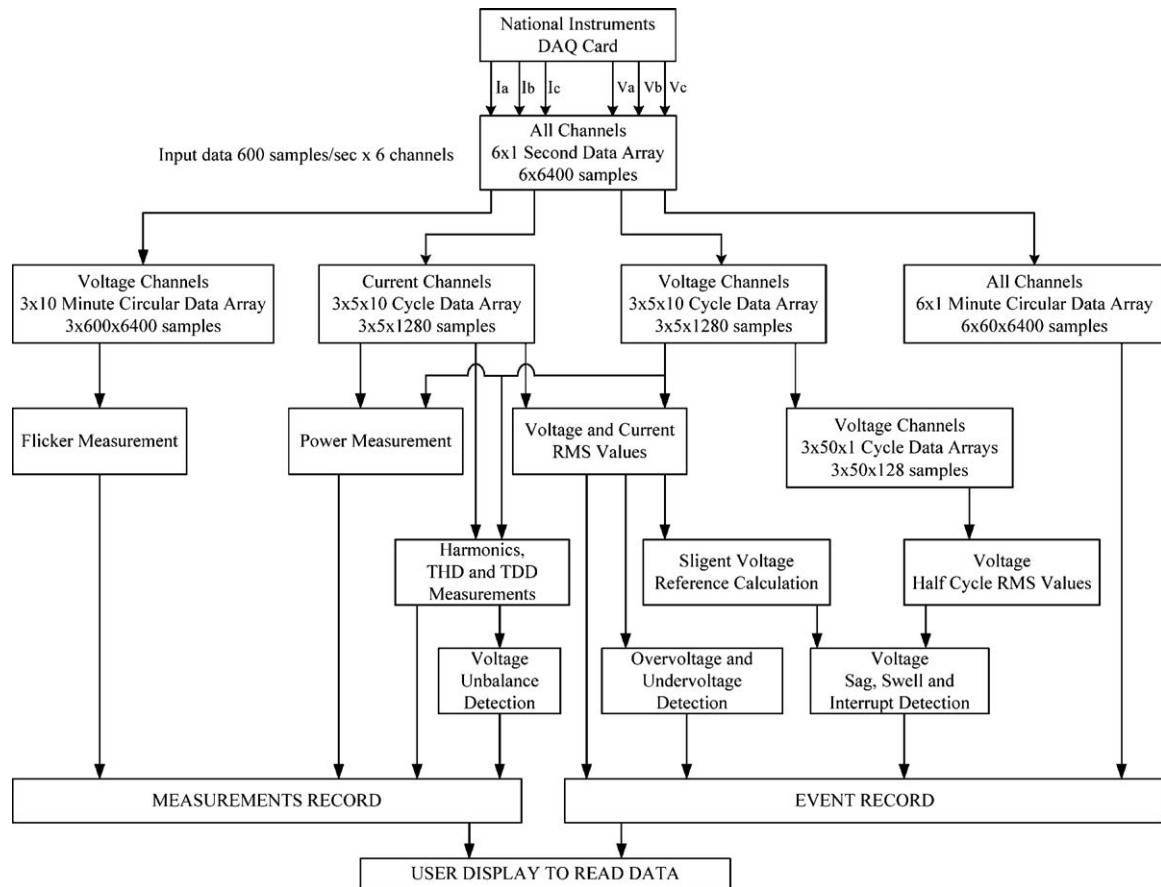 National Instruments
DAQ Card
Ia
Ib
Ic
Va
Vb
Vc
All Channels
6x1 Second Data Array
6x6400 samples
Input data 600 samples/sec x 6 channels
Voltage Channels
3x10 Minute Circular Data Array
3x600x6400 samples
Current Channels
3x5x10 Cycle Data Array
3x5x1280 samples
Voltage Channels
3x5x10 Cycle Data Array
3x5x1280 samples
All Channels
6x1 Minute Circular Data Array
6x60x6400 samples
Flicker Measurement
Power Measurement
Voltage and Current
RMS Values
Voltage Channels
3x50x1 Cycle Data Arrays
3x50x128 samples
Harmonics,
THD and TDD
Measurements
Sligent Voltage
Reference Calculation
Voltage
Half Cycle RMS Values
Voltage
Unbalance
Detection
Overvoltage and
Undervoltage
Detection
Voltage
Sag, Swell and
Interrupt Detection
MEASUREMENTS RECORD
EVENT RECORD
USER DISPLAY TO READ DATA